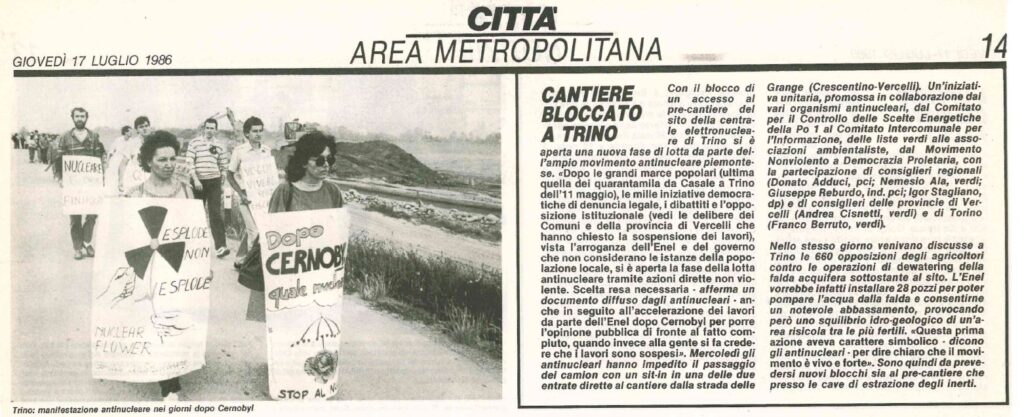 CITTÀ
GIOVEDÌ 17 LUGLIO 1986
AREA METROPOLITANA
14
NUCLEARE
ESPLODE
NON
ESPLODE
NUCLEAR
FLOWER
Dopo
CERNOBYL
quale
STOP AL
Trino: manifestazione antinucleare nei giorni dopo Cernobyl
CANTIERE
BLOCCATO
A TRINO
Con il blocco di
un accesso al
pre-cantiere del
sito della centra-
le elettronuclea-
re di Trino si è
aperta una nuova fase di lotta da parte del-
l'ampio movimento antinucleare piemonte-
se. «Dopo le grandi marce popolari (ultima
quella dei quarantamila da Casale a Trino
dell'11 maggio), le mille iniziative democra-
tiche di denuncia legale, i dibattiti e l'oppo-
sizione istituzionale (vedi le delibere dei
Comuni e della provincia di Vercelli che
hanno chiesto la sospensione dei lavori),
vista l'arroganza dell'Enel e del governo
che non considerano le istanze della popo-
lazione locale, si è aperta la fase della lotta
antinucleare tramite azioni dirette non vio-
lente. Scelta resa necessaria - afferma un
documento diffuso dagli antinucleari - an-
che in seguito all'accelerazione dei lavori
da parte dell'Enel dopo Cernobyl per porre
l'opinione pubblica di fronte al fatto com-
piuto, quando invece alla gente si fa crede-
re che i lavori sono sospesi». Mercoledì gli
antinucleari hanno impedito il passaggio
dei camion con un sit-in in una delle due
entrate dirette al cantiere dalla strada delle
Grange (Crescentino-Vercelli). Un'iniziati-
va unitaria, promossa in collaborazione dai
vari organismi antinucleari, dal Comitato
per il Controllo delle Scelte Energetiche
della Po 1 al Comitato Intercomunale per
l'Informazione, delle liste verdi alle as-
sociazioni ambientaliste, dal Movimento
Nonviolento a Democrazia Proletaria, con
la partecipazione di consiglieri regionali
(Donato Adduci, pci; Nemesio Ala, verdi;
Giuseppe Reburdo, ind. pci; Igor Stagliano,
dp) e di consiglieri delle provincie di Ver-
celli (Andrea Cisnetti, verdi) e di Torino
(Franco Berruto, verdi).
Nello stesso giorno venivano discusse a
Trino le 660 opposizioni degli agricoltori
contro le operazioni di dewatering della
falda acquifera sottostante al sito. L'Enel
vorrebbe infatti installare 28 pozzi per poter
pompare l'acqua dalla falda e consentirne
un notevole abbassamento, provocando
però uno squilibrio idro-geologico di un'a-
rea risicola tra le più fertili. «Questa prima
azione aveva carattere simbolico - dicono
gli antinucleari - per dire chiaro che il movi-
mento è vivo e forte». Sono quindi da preve-
dersi nuovi blocchi sia al pre-cantiere che
presso le cave di estrazione degli inerti.